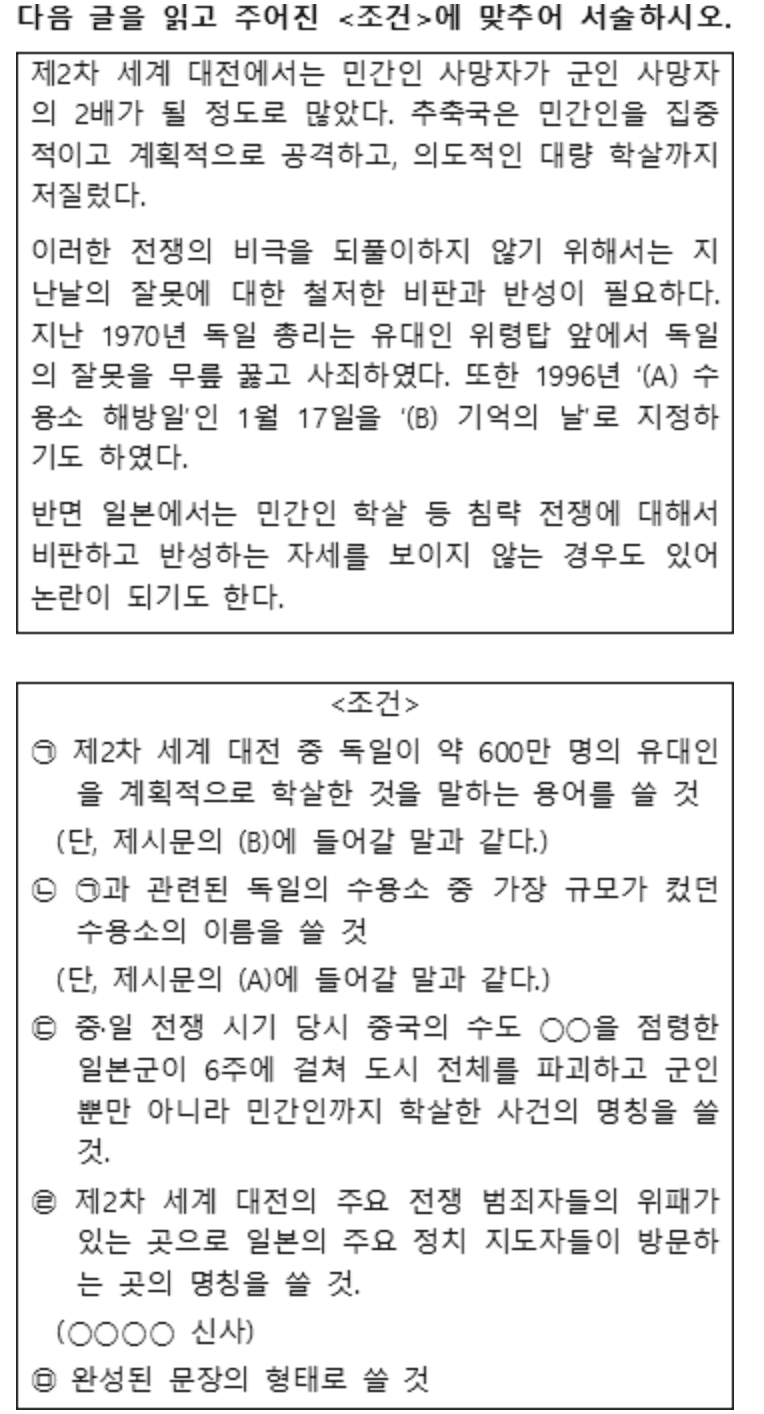 다음 글을 읽고 주어진 <조건>에 맞추어 서술하시오.
제2차 세계 대전에서는 민간인 사망자가 군인 사망자
의 2배가 될 정도로 많았다. 추축국은 민간인을 집중
적이고 계획적으로 공격하고, 의도적인 대량 학살까지
저질렀다.
이러한 전쟁의 비극을 되풀이하지 않기 위해서는 지
난날의 잘못에 대한 철저한 비판과 반성이 필요하다.
지난 1970년 독일 총리는 유대인 위령탑 앞에서 독일
의 잘못을 무릎 꿇고 사죄하였다. 또한 1996년 '(A) 수
용소 해방일'인 1월 17일을 '(B) 기억의 날'로 지정하
기도 하였다.
반면 일본에서는 민간인 학살 등 침략 전쟁에 대해서
비판하고 반성하는 자세를 보이지 않는 경우도 있어
논란이 되기도 한다.
<조건>
㉠ 제2차 세계 대전 중 독일이 약 600만 명의 유대인
을 계획적으로 학살한 것을 말하는 용어를 쓸 것
(단, 제시문의 (B)에 들어갈 말과 같다.)
㉡ ㉠과 관련된 독일의 수용소 중 가장 규모가 컸던
수용소의 이름을 쓸 것
(단, 제시문의 (A)에 들어갈 말과 같다.)
㉢ 중·일 전쟁 시기 당시 중국의 수도 ○○을 점령한
일본군이 6주에 걸쳐 도시 전체를 파괴하고 군인
뿐만 아니라 민간인까지 학살한 사건의 명칭을 쓸
것.
㉣ 제2차 세계 대전의 주요 전쟁 범죄자들의 위패가
있는 곳으로 일본의 주요 정치 지도자들이 방문하
는 곳의 명칭을 쓸 것.
(○○○○ 신사)
㉤ 완성된 문장의 형태로 쓸 것